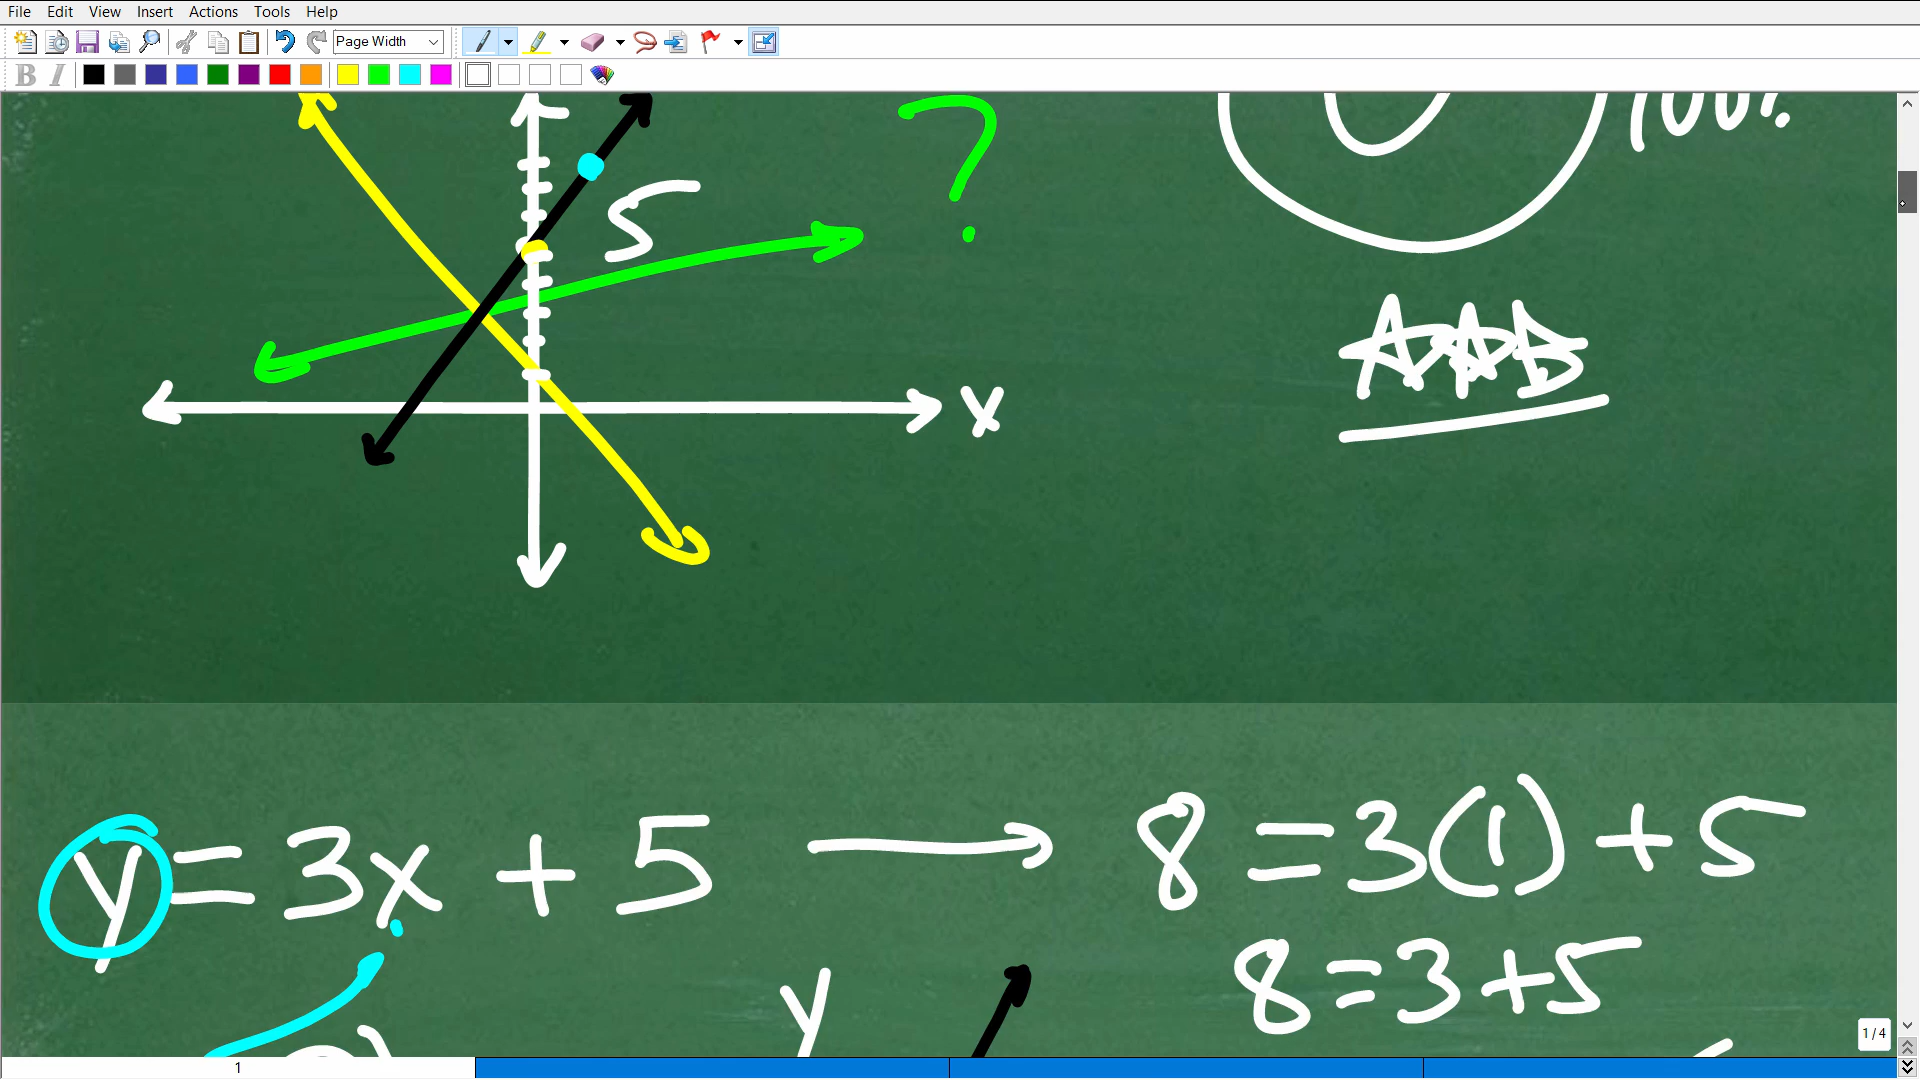 File Edit View Insert Actions Tools Help
Page Width
B I
?
100%
5
x
y = 3x + 5
8 = 3(1) + 5
8 = 3 + 5
y
1 / 4
1